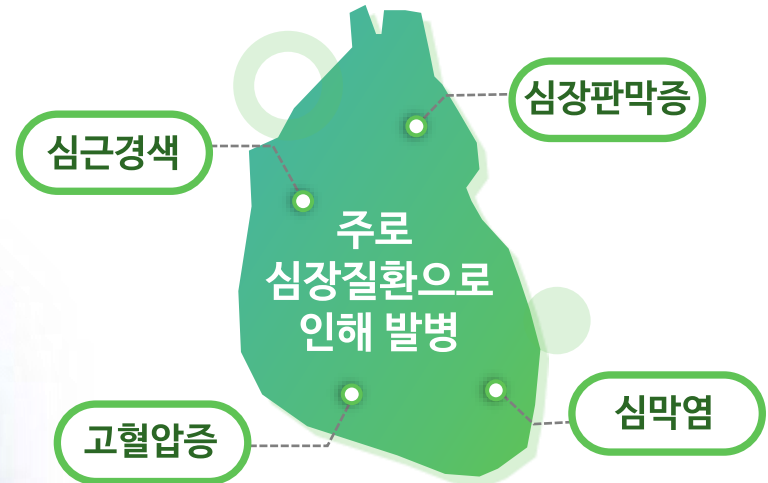 심장판막증
심근경색
주로
심장질환으로
인해 발병
심막염
고혈압증